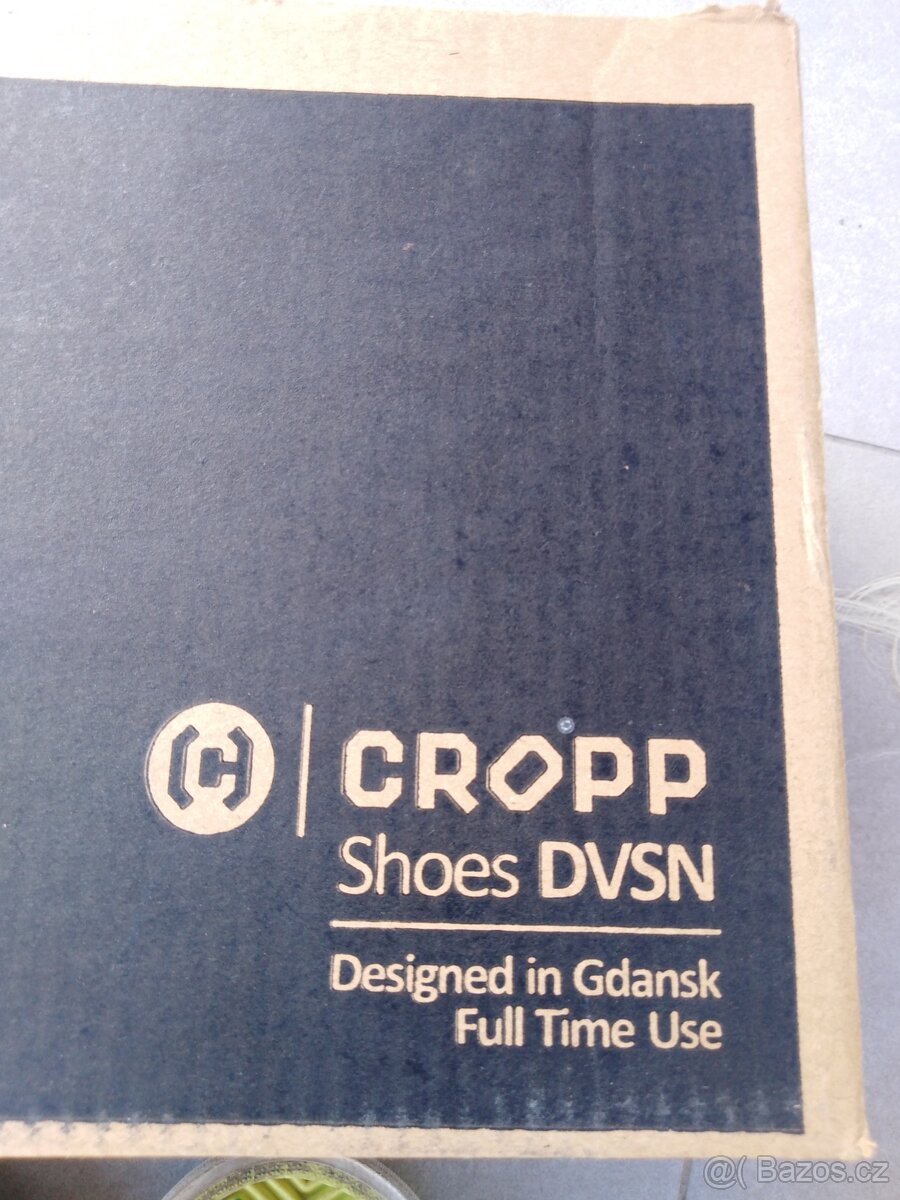 (C) | CROPP
Shoes DVSN
Designed in Gdansk
Full Time Use
@( Bazos.cz